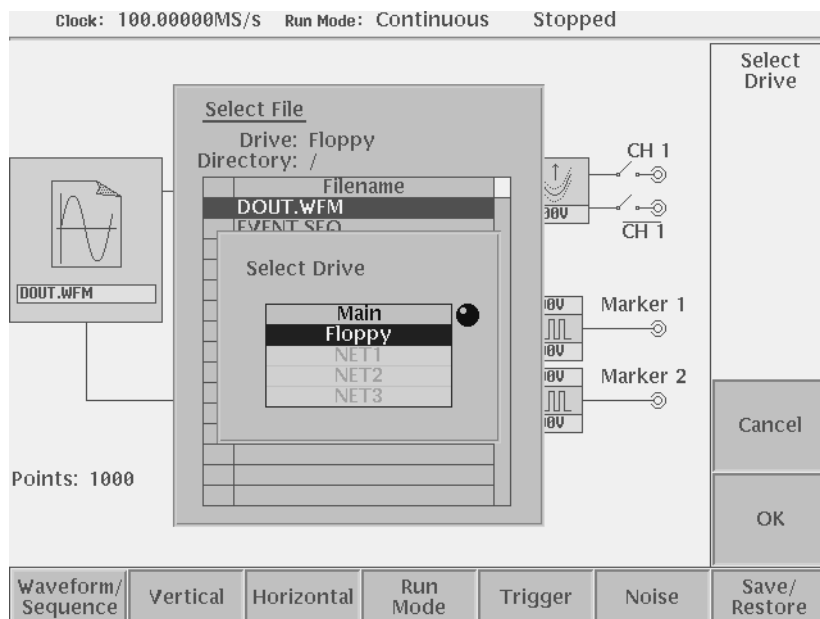 Clock: 100.00000MS/s Run Mode: Continuous Stopped
Select
Drive
Select File
Drive: Floppy
Directory: /
Filename
DOUT.WFM
EVENT.SEQ
Select Drive
Main
Floppy
NET1
NET2
NET3
DOUT.WFM
CH 1
CH 1
Marker 1
Marker 2
Points: 1000
Cancel
OK
Waveform/
Sequence
Vertical
Horizontal
Run
Mode
Trigger
Noise
Save/
Restore